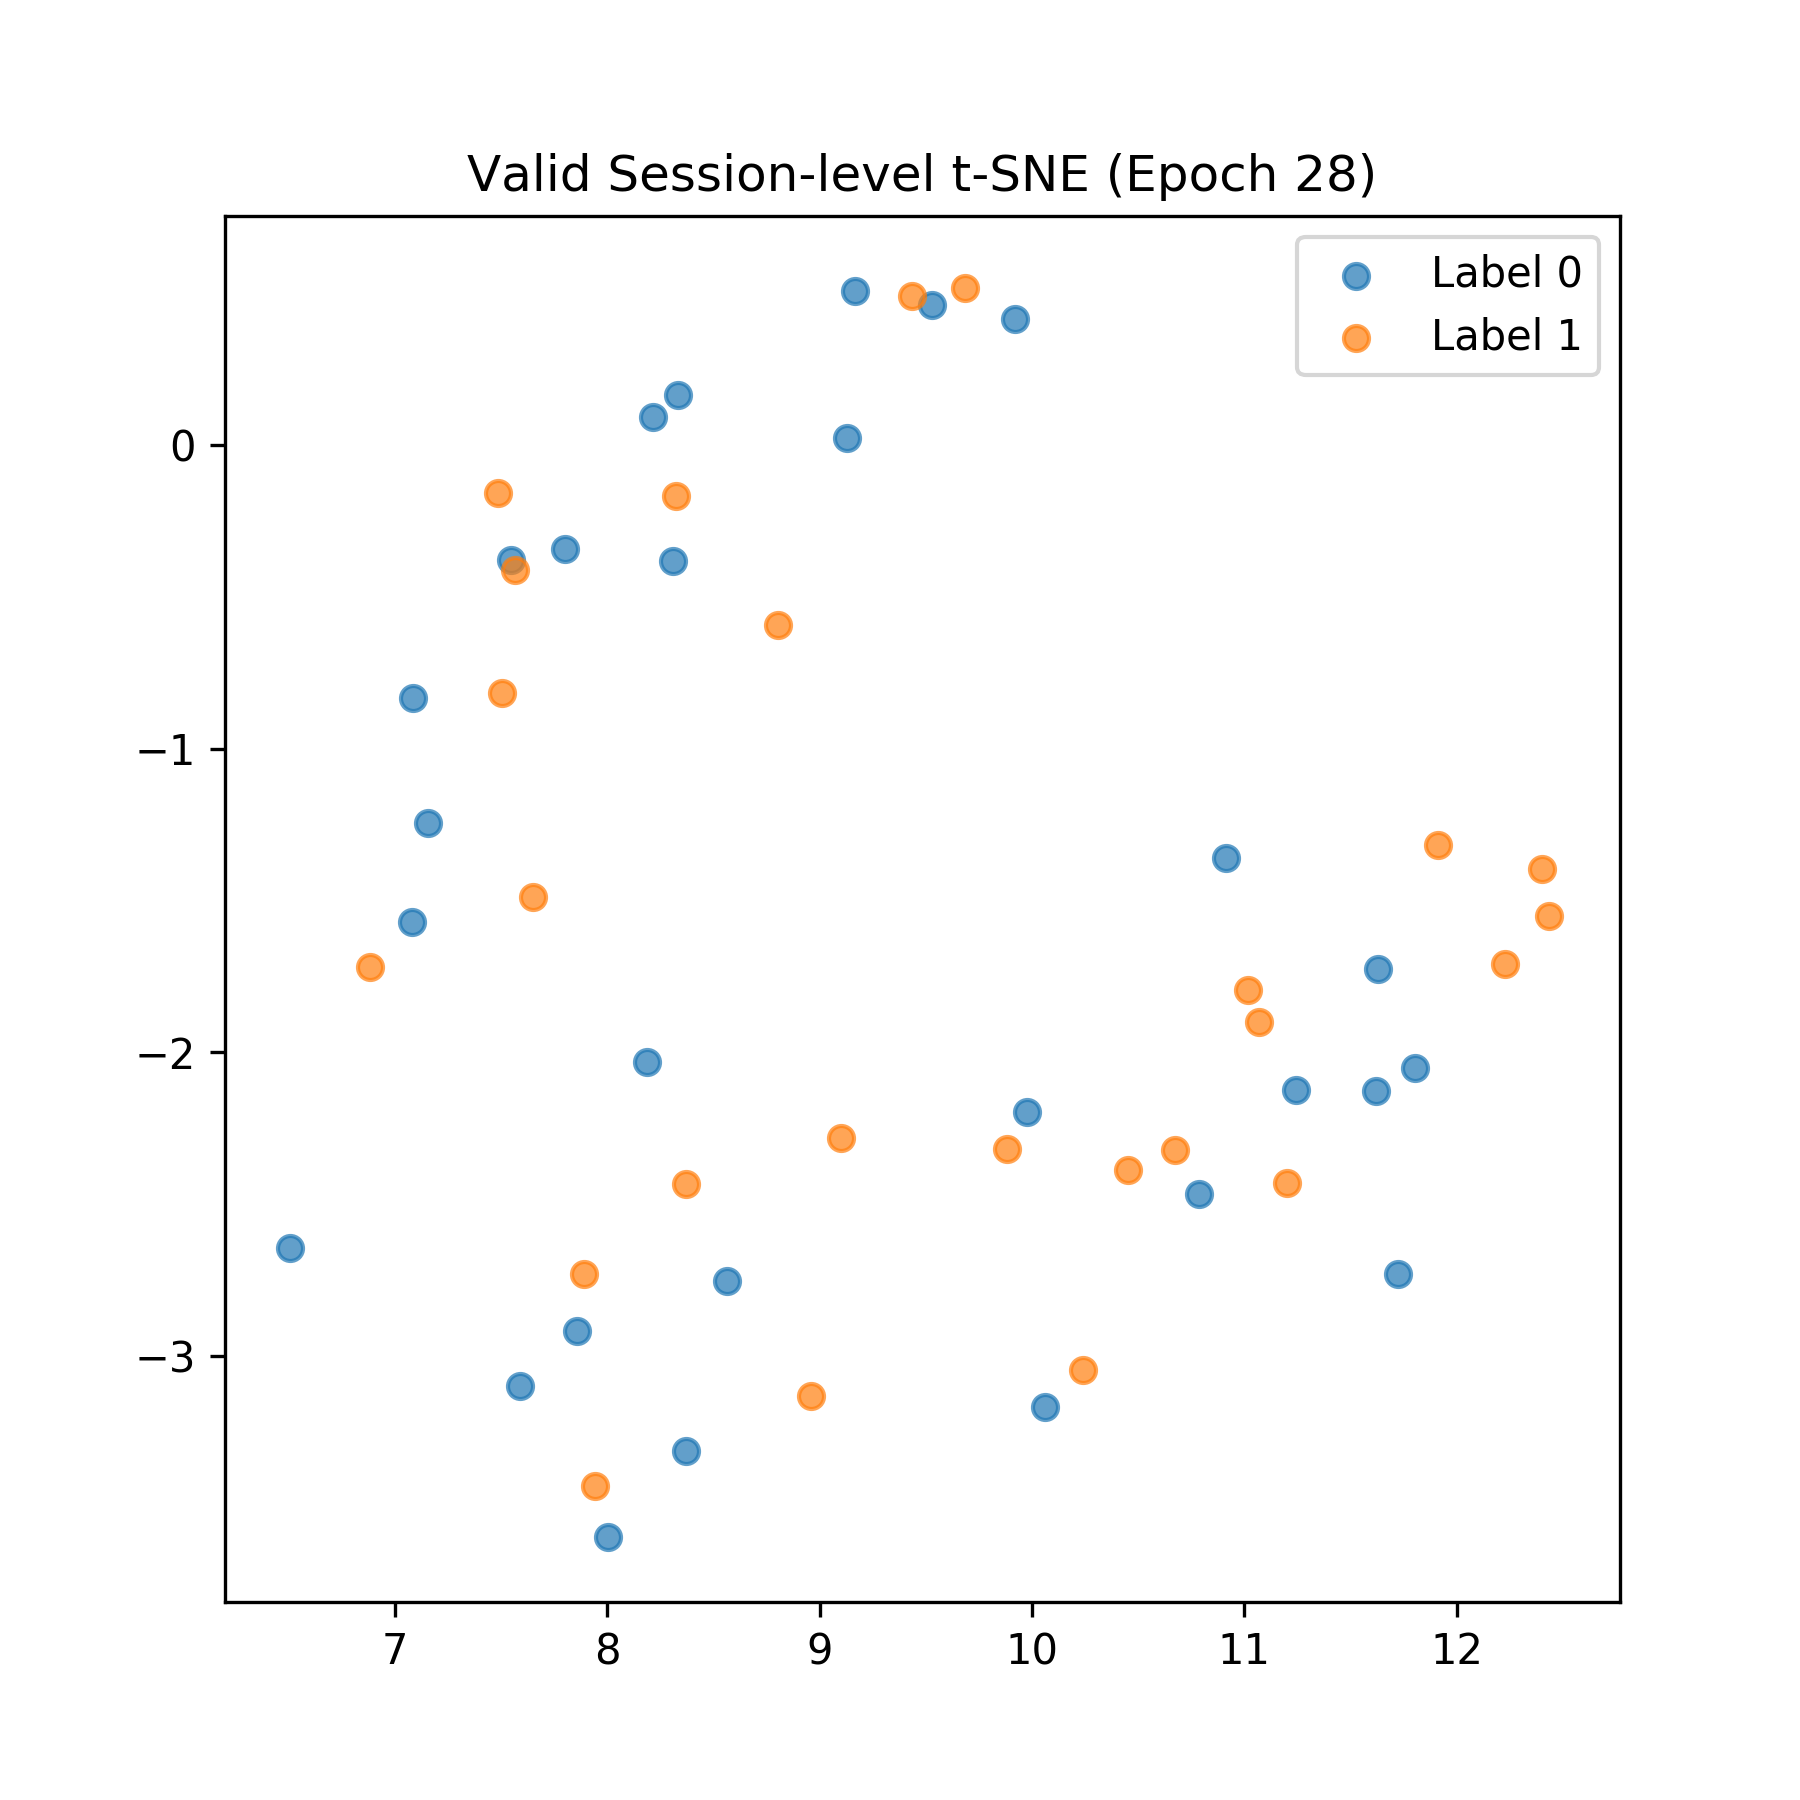 Valid Session-level t-SNE (Epoch 28)
Label 0
Label 1
0
−1
−2
−3
7 8 9 10 11 12